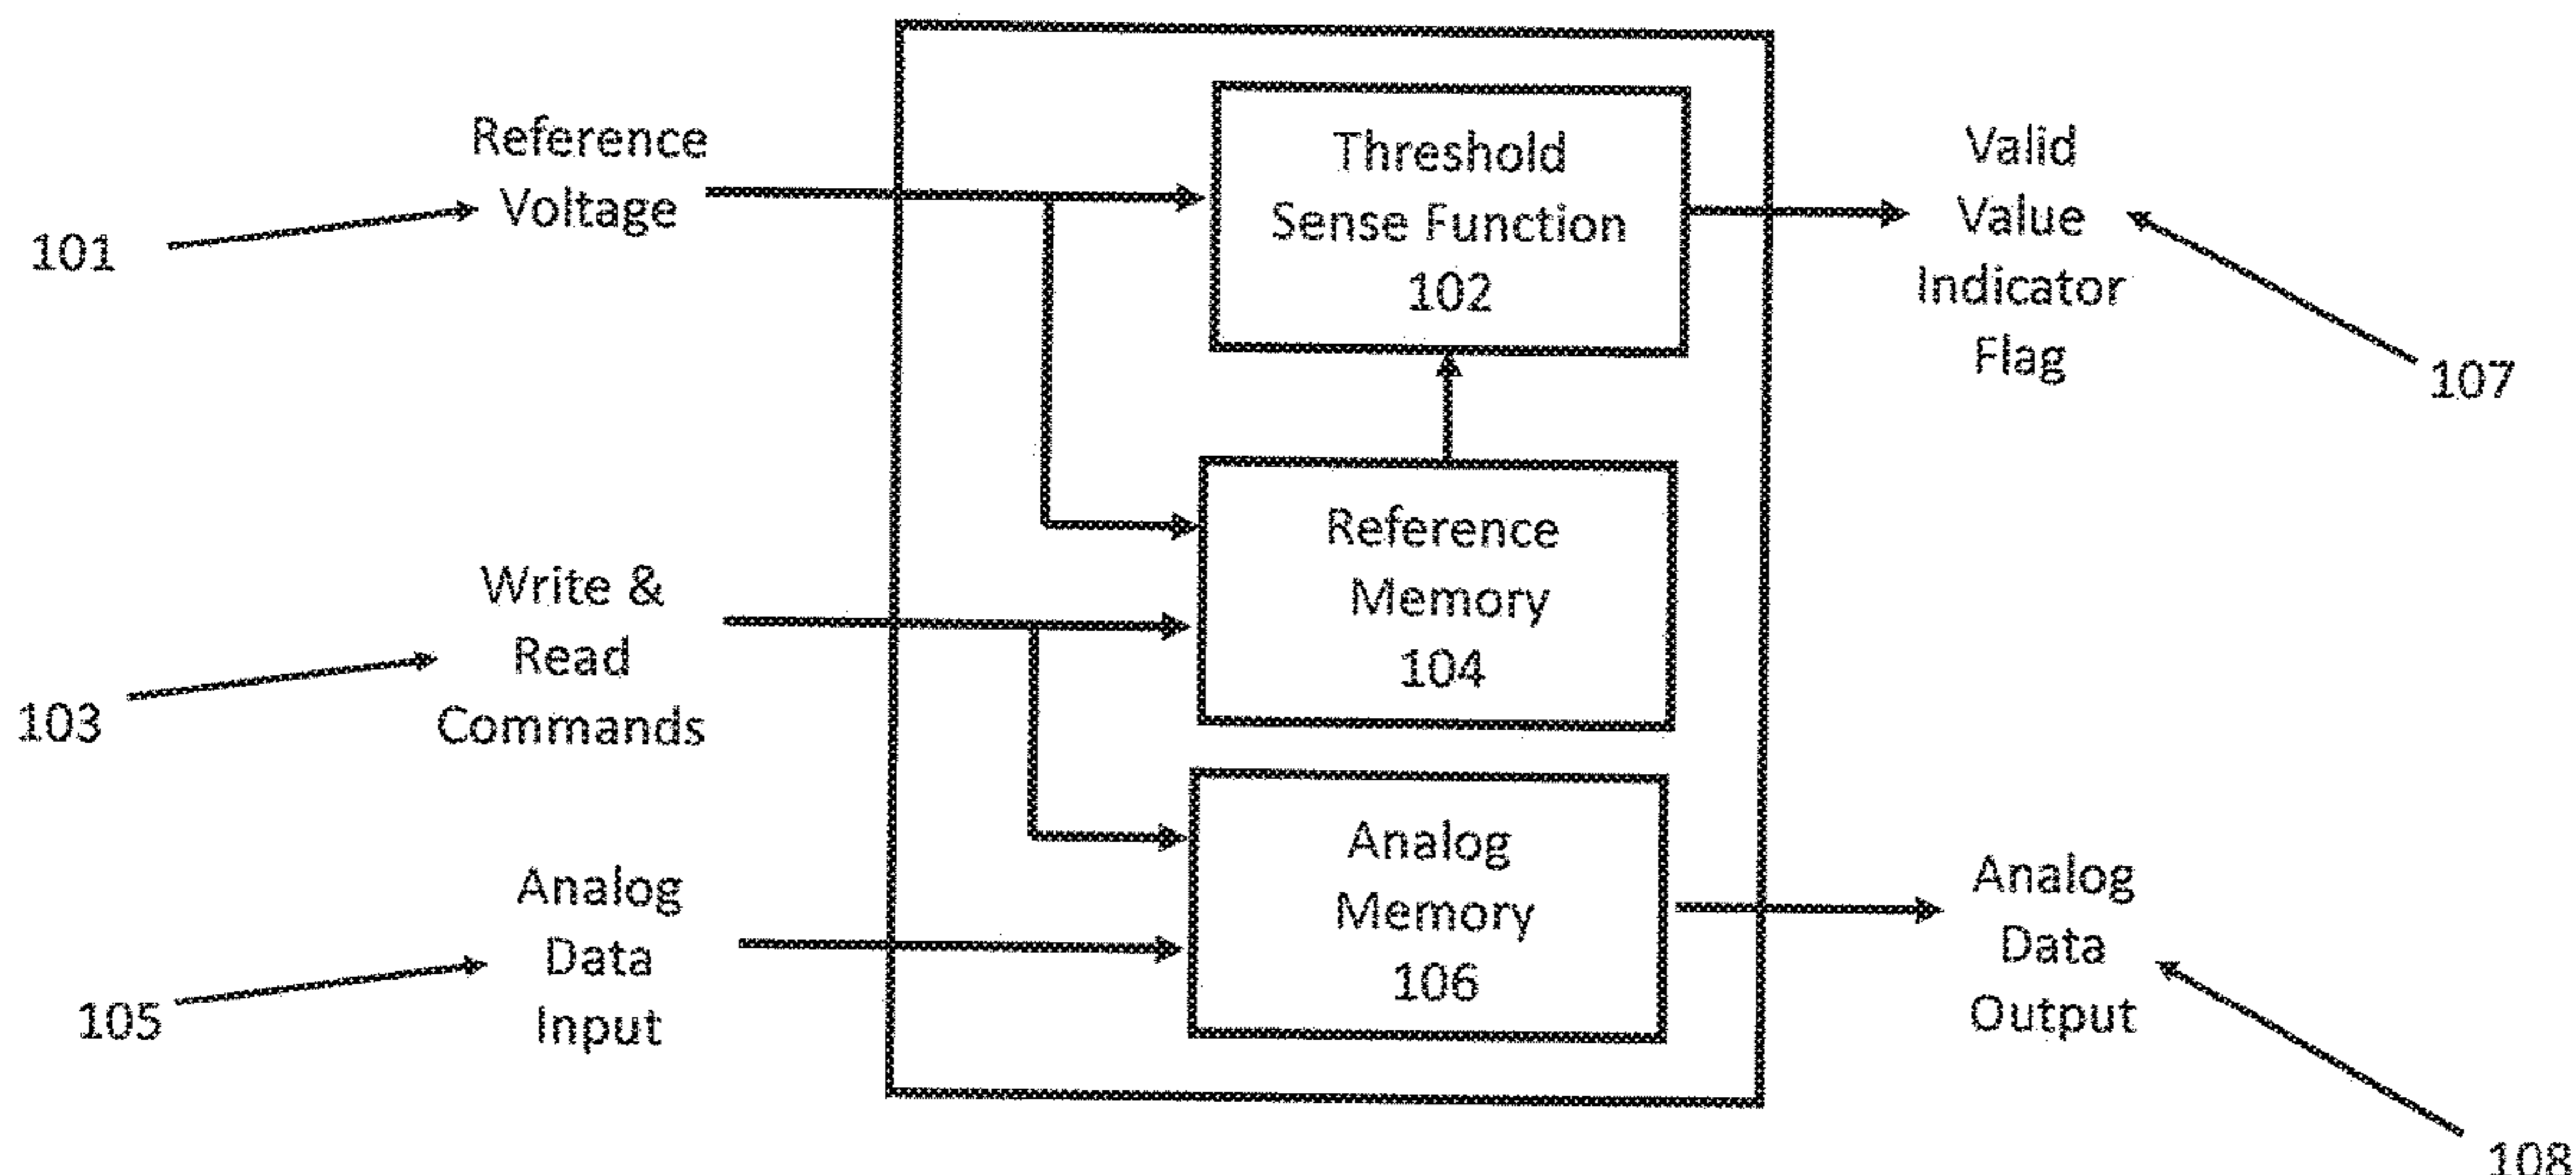 Reference
Voltage
101
Threshold
Sense Function
102
Valid
Value
Indicator
Flag
107
Write &
Read
Commands
103
Reference
Memory
104
Analog
Data
Input
105
Analog
Memory
106
Analog
Data
Output
108